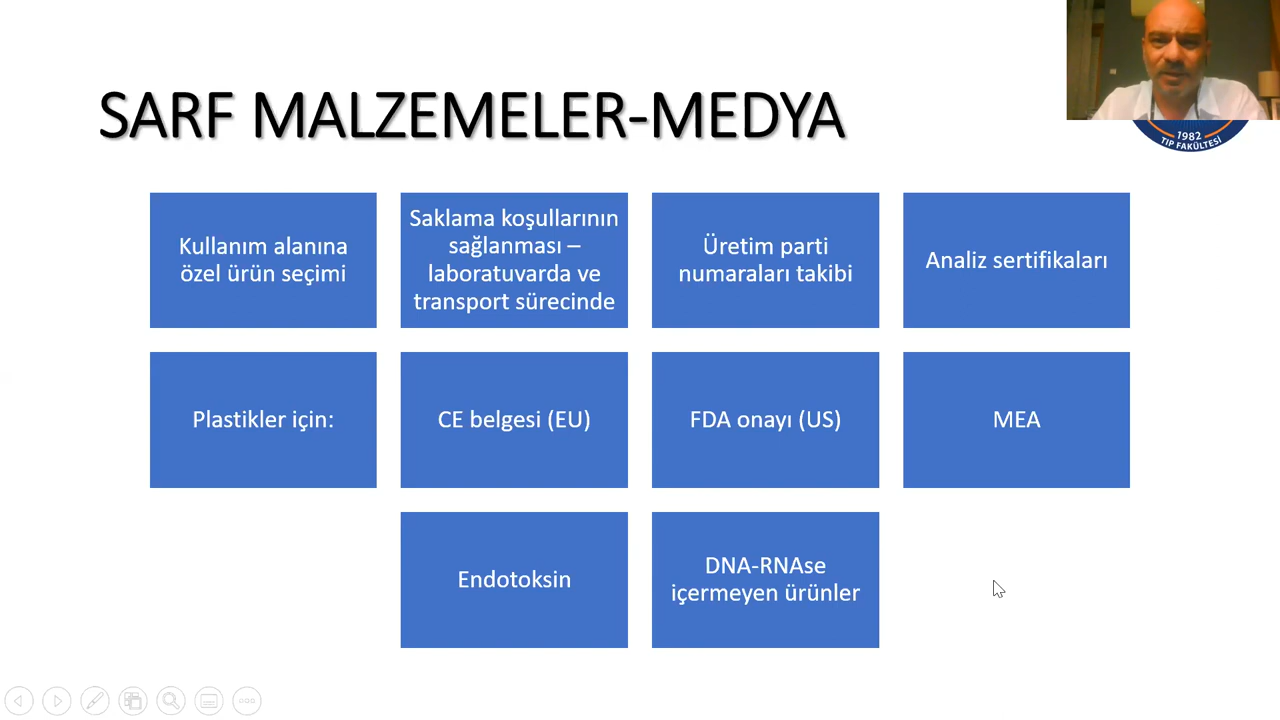 SARF MALZEMELER-MEDYA
1982
TIP FAKÜLTESİ
Kullanım alanına
özel ürün seçimi
Saklama koşullarının
sağlanması –
laboratuvarda ve
transport sürecinde
Üretim parti
numaraları takibi
Analiz sertifikaları
Plastikler için:
CE belgesi (EU)
FDA onayı (US)
MEA
Endotoksin
DNA-RNAse
içermeyen ürünler